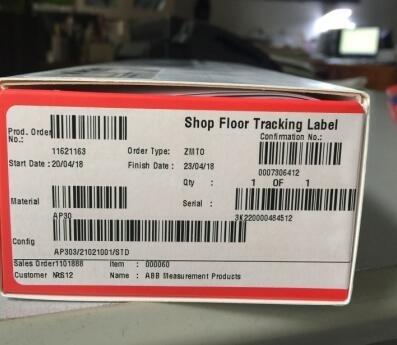 Shop Floor Tracking Label
Prod. Order No.:
11621163
Order Type: ZMTO
Confirmation No.:
0007306412
Start Date : 20/04/18
Finish Date : 23/04/18
Qty : 1 OF 1
Material
AP30
Serial :
3K220000484512
Config
AP303/21021001/STD
Sales Order 1101888 Item : 000060
Customer NRS12 Name : ABB Measurement Products